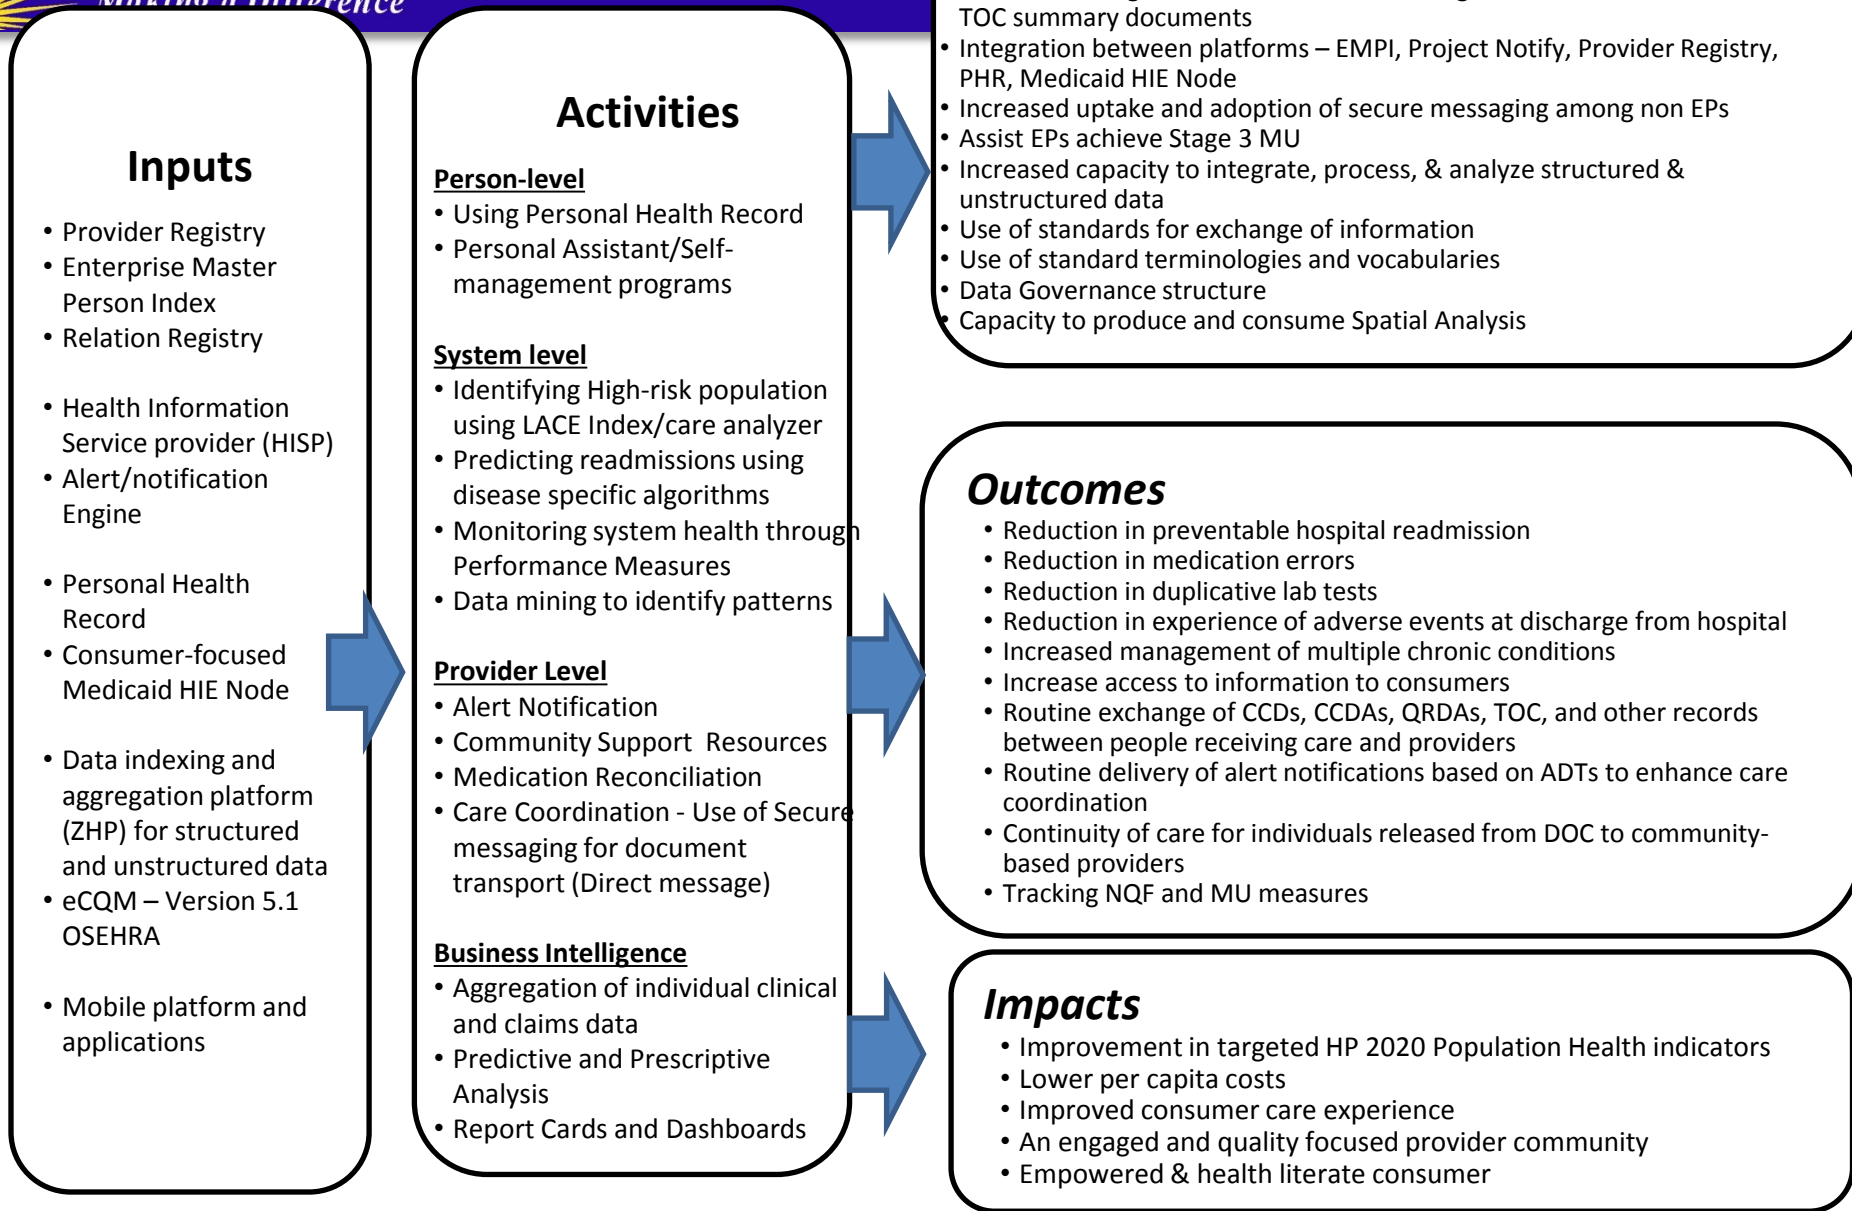 Making a Difference
Inputs
• Provider Registry
• Enterprise Master
Person Index
• Relation Registry
• Health Information
Service provider (HISP)
• Alert/notification
Engine
• Personal Health
Record
• Consumer-focused
Medicaid HIE Node
• Data indexing and
aggregation platform
(ZHP) for structured
and unstructured data
• eCQM – Version 5.1
OSEHRA
• Mobile platform and
applications
Activities
Person-level
• Using Personal Health Record
• Personal Assistant/Self-
management programs
System level
• Identifying High-risk population
using LACE Index/care analyzer
• Predicting readmissions using
disease specific algorithms
• Monitoring system health through
Performance Measures
• Data mining to identify patterns
Provider Level
• Alert Notification
• Community Support Resources
• Medication Reconciliation
• Care Coordination - Use of Secure
messaging for document
transport (Direct message)
Business Intelligence
• Aggregation of individual clinical
and claims data
• Predictive and Prescriptive
Analysis
• Report Cards and Dashboards
TOC summary documents
• Integration between platforms – EMPI, Project Notify, Provider Registry,
PHR, Medicaid HIE Node
• Increased uptake and adoption of secure messaging among non EPs
• Assist EPs achieve Stage 3 MU
• Increased capacity to integrate, process, & analyze structured &
unstructured data
• Use of standards for exchange of information
• Use of standard terminologies and vocabularies
• Data Governance structure
• Capacity to produce and consume Spatial Analysis
Outcomes
• Reduction in preventable hospital readmission
• Reduction in medication errors
• Reduction in duplicative lab tests
• Reduction in experience of adverse events at discharge from hospital
• Increased management of multiple chronic conditions
• Increase access to information to consumers
• Routine exchange of CCDs, CCDAs, QRDAs, TOC, and other records
between people receiving care and providers
• Routine delivery of alert notifications based on ADTs to enhance care
coordination
• Continuity of care for individuals released from DOC to community-
based providers
• Tracking NQF and MU measures
Impacts
• Improvement in targeted HP 2020 Population Health indicators
• Lower per capita costs
• Improved consumer care experience
• An engaged and quality focused provider community
• Empowered & health literate consumer